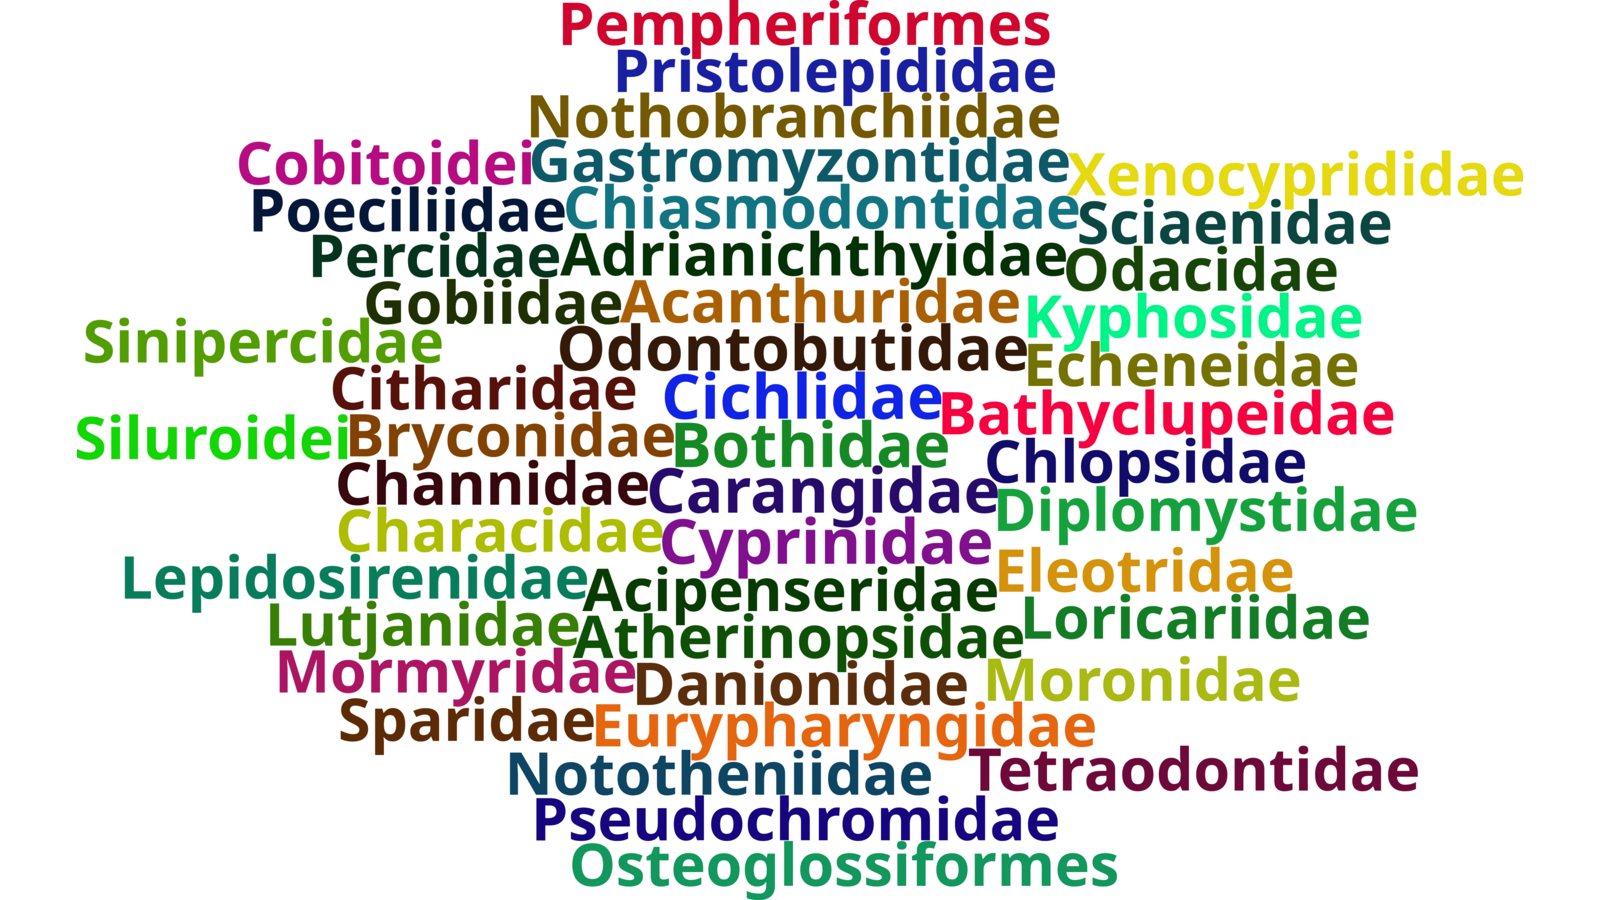 Pempheriformes
Pristolepididae
Nothobranchiidae
Cobitoidei Gastromyzontidae Xenocyprididae
Poeciliidae Chiasmodontidae Sciaenidae
Percidae Adrianichthyidae Odacidae
Gobiidae Acanthuridae Kyphosidae
Sinipercidae Odontobutidae Echeneidae
Citharidae Cichlidae Bathyclupeidae
Siluroidei Bryconidae Bothidae Chlopsidae
Channidae Carangidae Diplomystidae
Characidae Cyprinidae Eleotridae
Lepidosirenidae Acipenseridae Loricariidae
Lutjanidae Atherinopsidae
Mormyridae Danionidae Moronidae
Sparidae Eurypharyngidae
Nototheniidae Tetraodontidae
Pseudochromidae
Osteoglossiformes